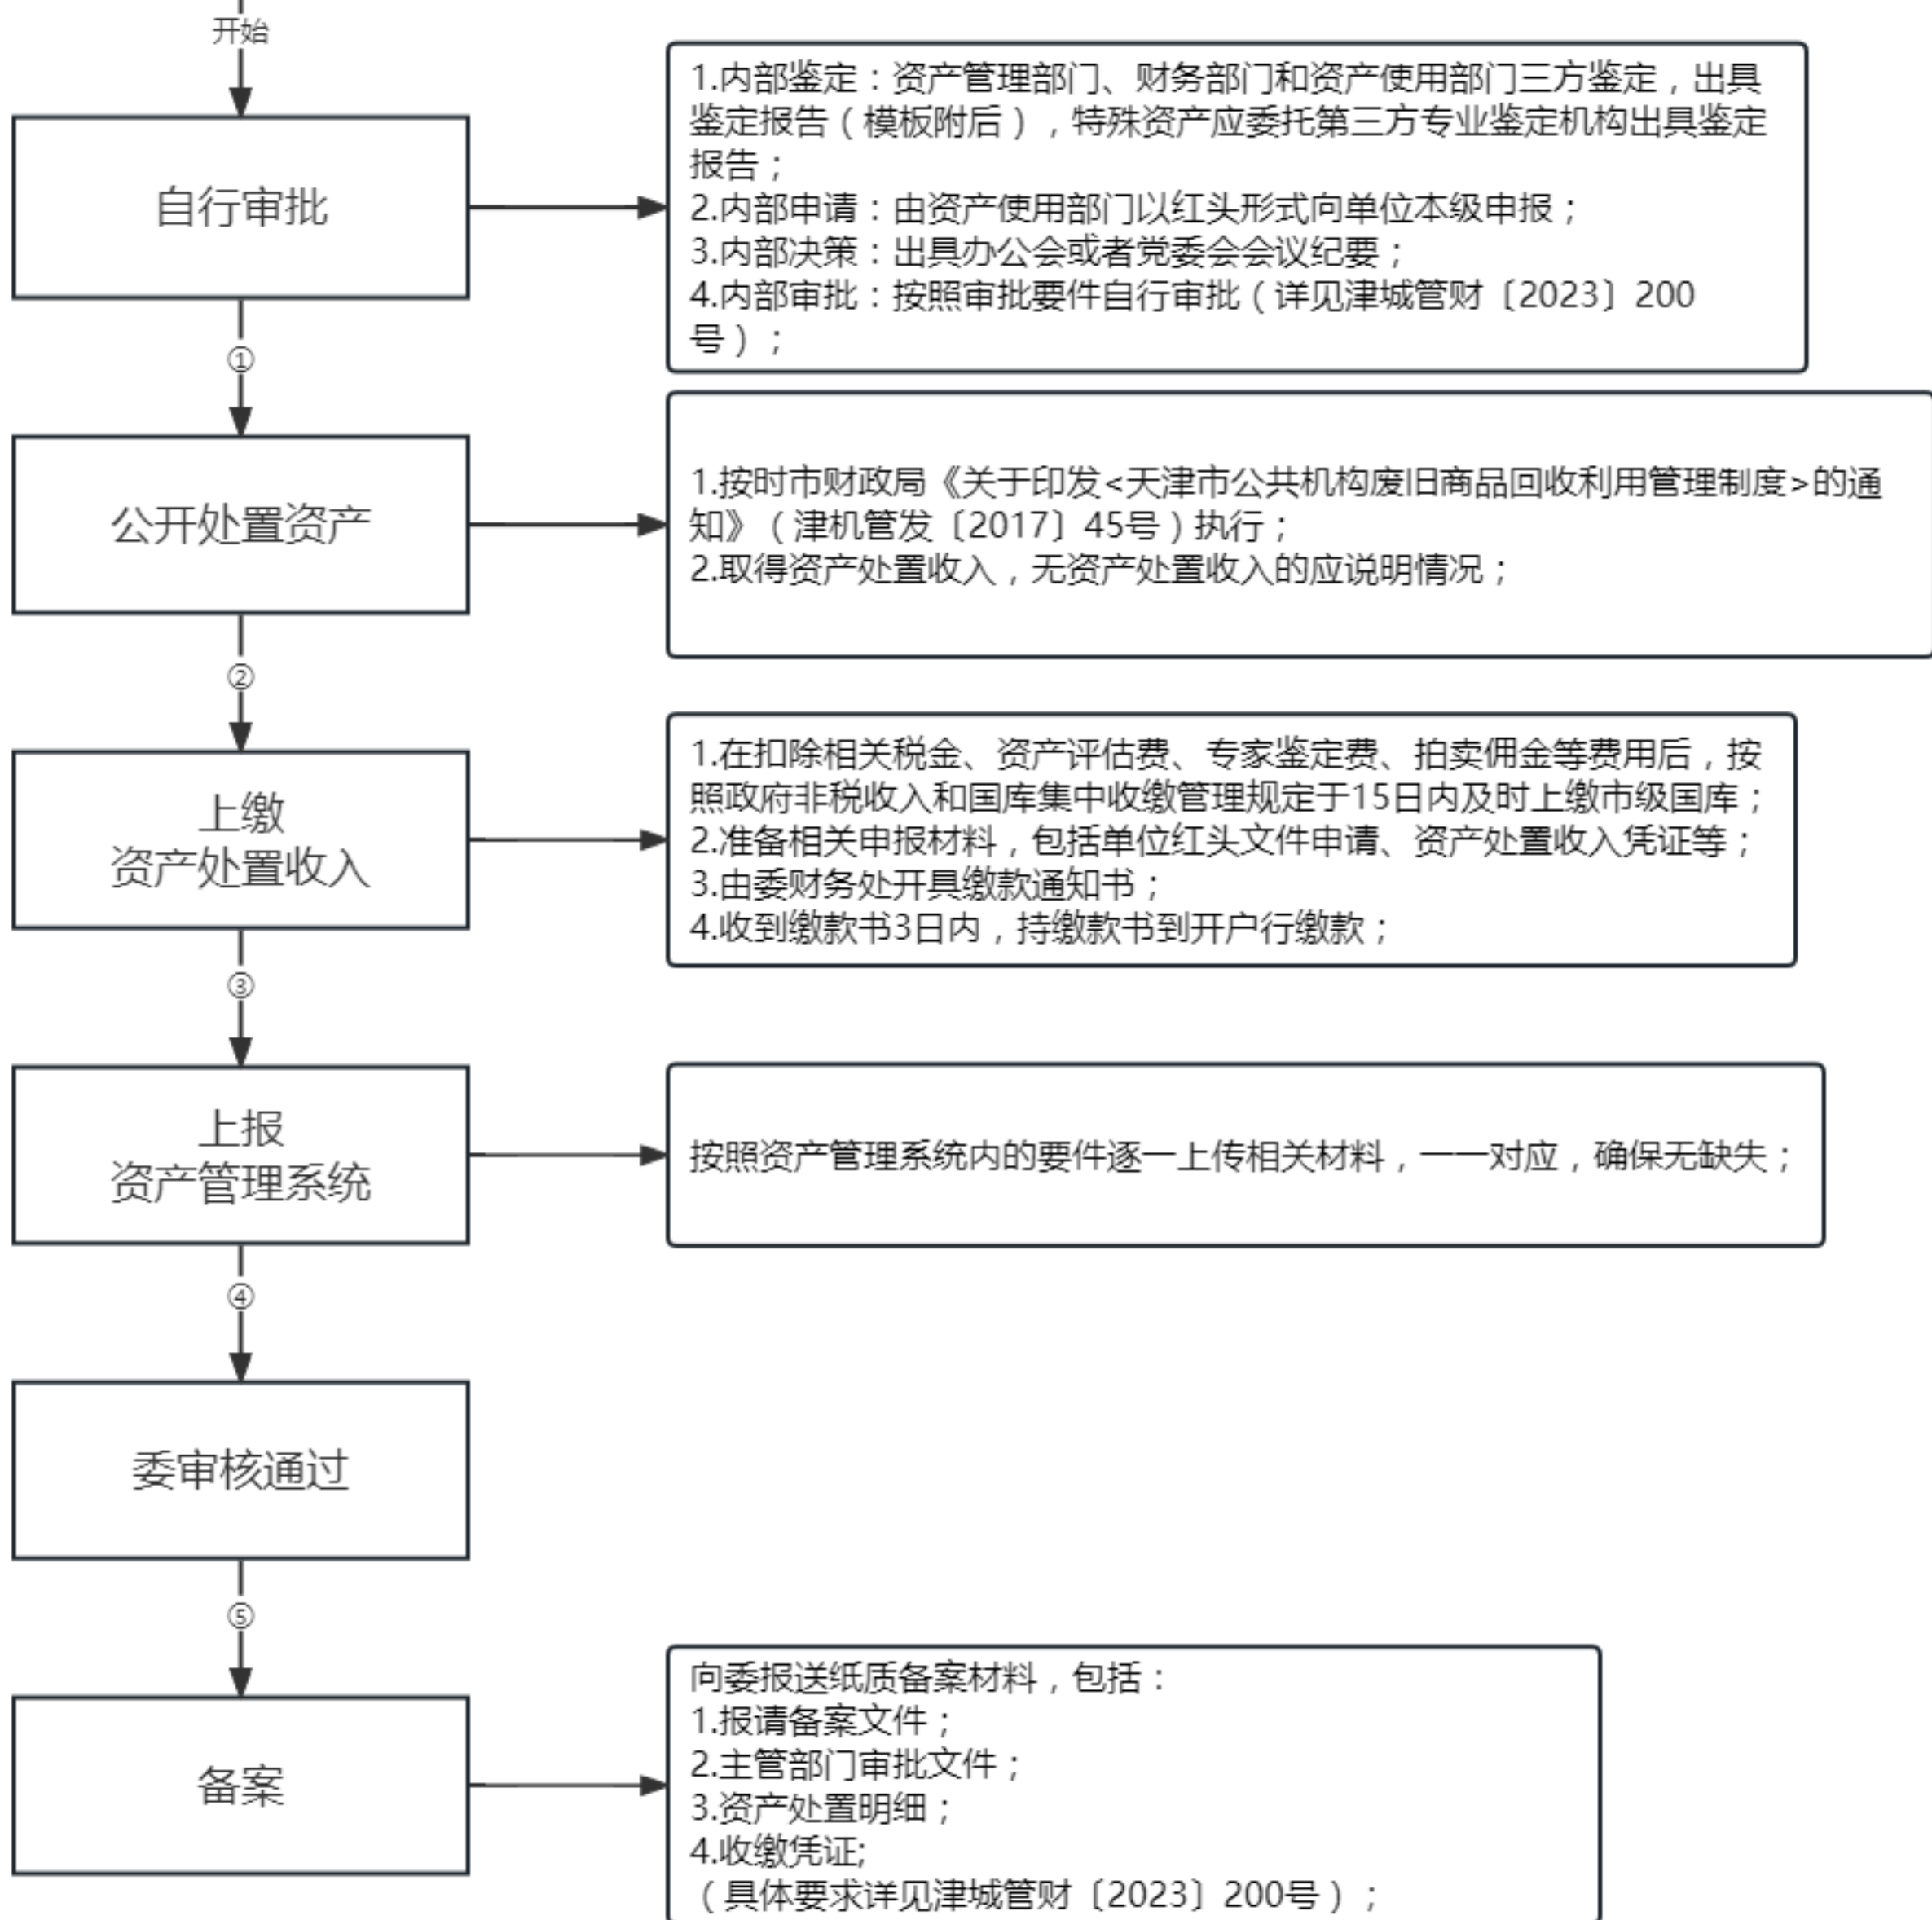 开始
自行审批
1.内部鉴定：资产管理部门、财务部门和资产使用部门三方鉴定，出具
鉴定报告（模板附后），特殊资产应委托第三方专业鉴定机构出具鉴定
报告；
2.内部申请：由资产使用部门以红头形式向单位本级申报；
3.内部决策：出具办公会或者党委会会议纪要；
4.内部审批：按照审批要件自行审批（详见津城管财〔2023〕200
号）；
①
公开处置资产
1.按时市财政局《关于印发<天津市公共机构废旧商品回收利用管理制度>的通
知》（津机管发〔2017〕45号）执行；
2.取得资产处置收入，无资产处置收入的应说明情况；
②
上缴
资产处置收入
1.在扣除相关税金、资产评估费、专家鉴定费、拍卖佣金等费用后，按
照政府非税收入和国库集中收缴管理规定于15日内及时上缴市级国库；
2.准备相关申报材料，包括单位红头文件申请、资产处置收入凭证等；
3.由委财务处开具缴款通知书；
4.收到缴款书3日内，持缴款书到开户行缴款；
③
上报
资产管理系统
按照资产管理系统内的要件逐一上传相关材料，一一对应，确保无缺失；
④
委审核通过
⑤
备案
向委报送纸质备案材料，包括：
1.报请备案文件；
2.主管部门审批文件；
3.资产处置明细；
4.收缴凭证;
（具体要求详见津城管财〔2023〕200号）；